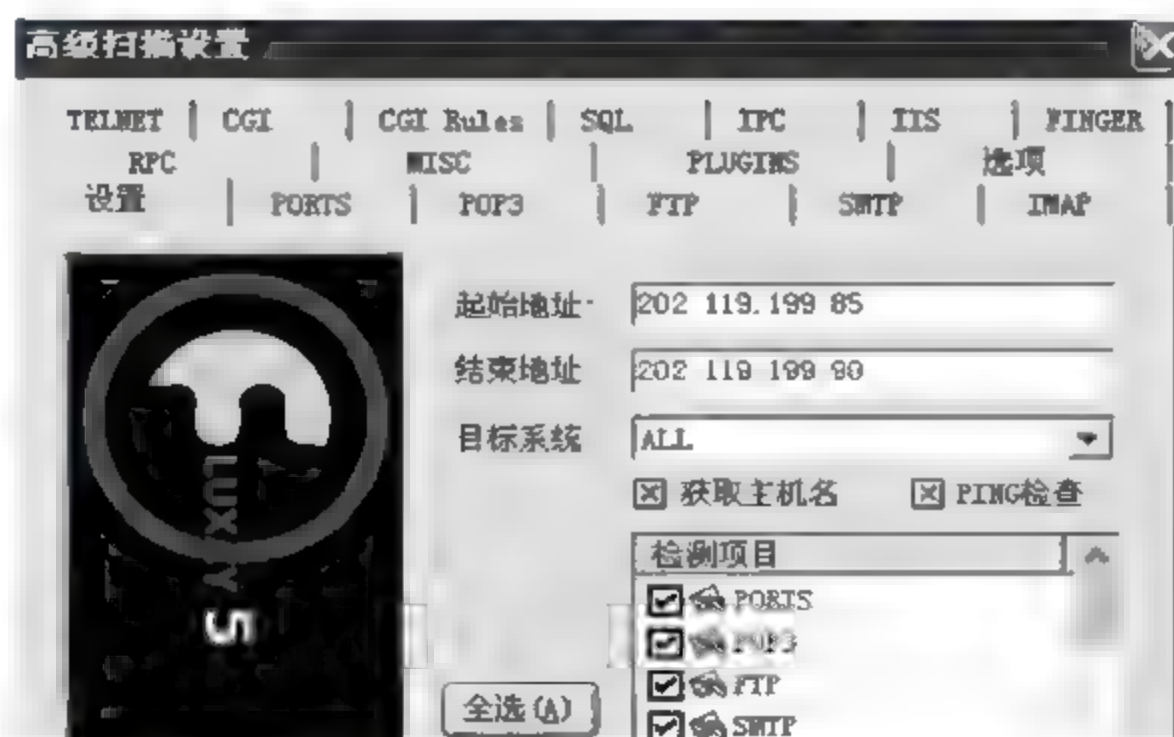 高级扫描设置
TELNET CGI CGI Rules SQL IPC IIS FINGER
RPC MISC PLUGINS 选项
设置 PORTS POP3 FTP SMTP IMAP
起始地址: 202.119.199.85
结束地址 202.119.199.90
目标系统 ALL
获取主机名 PING检查
检测项目
PORTS
POP3
FTP
全选(A)
SMTP
LUX Y 5